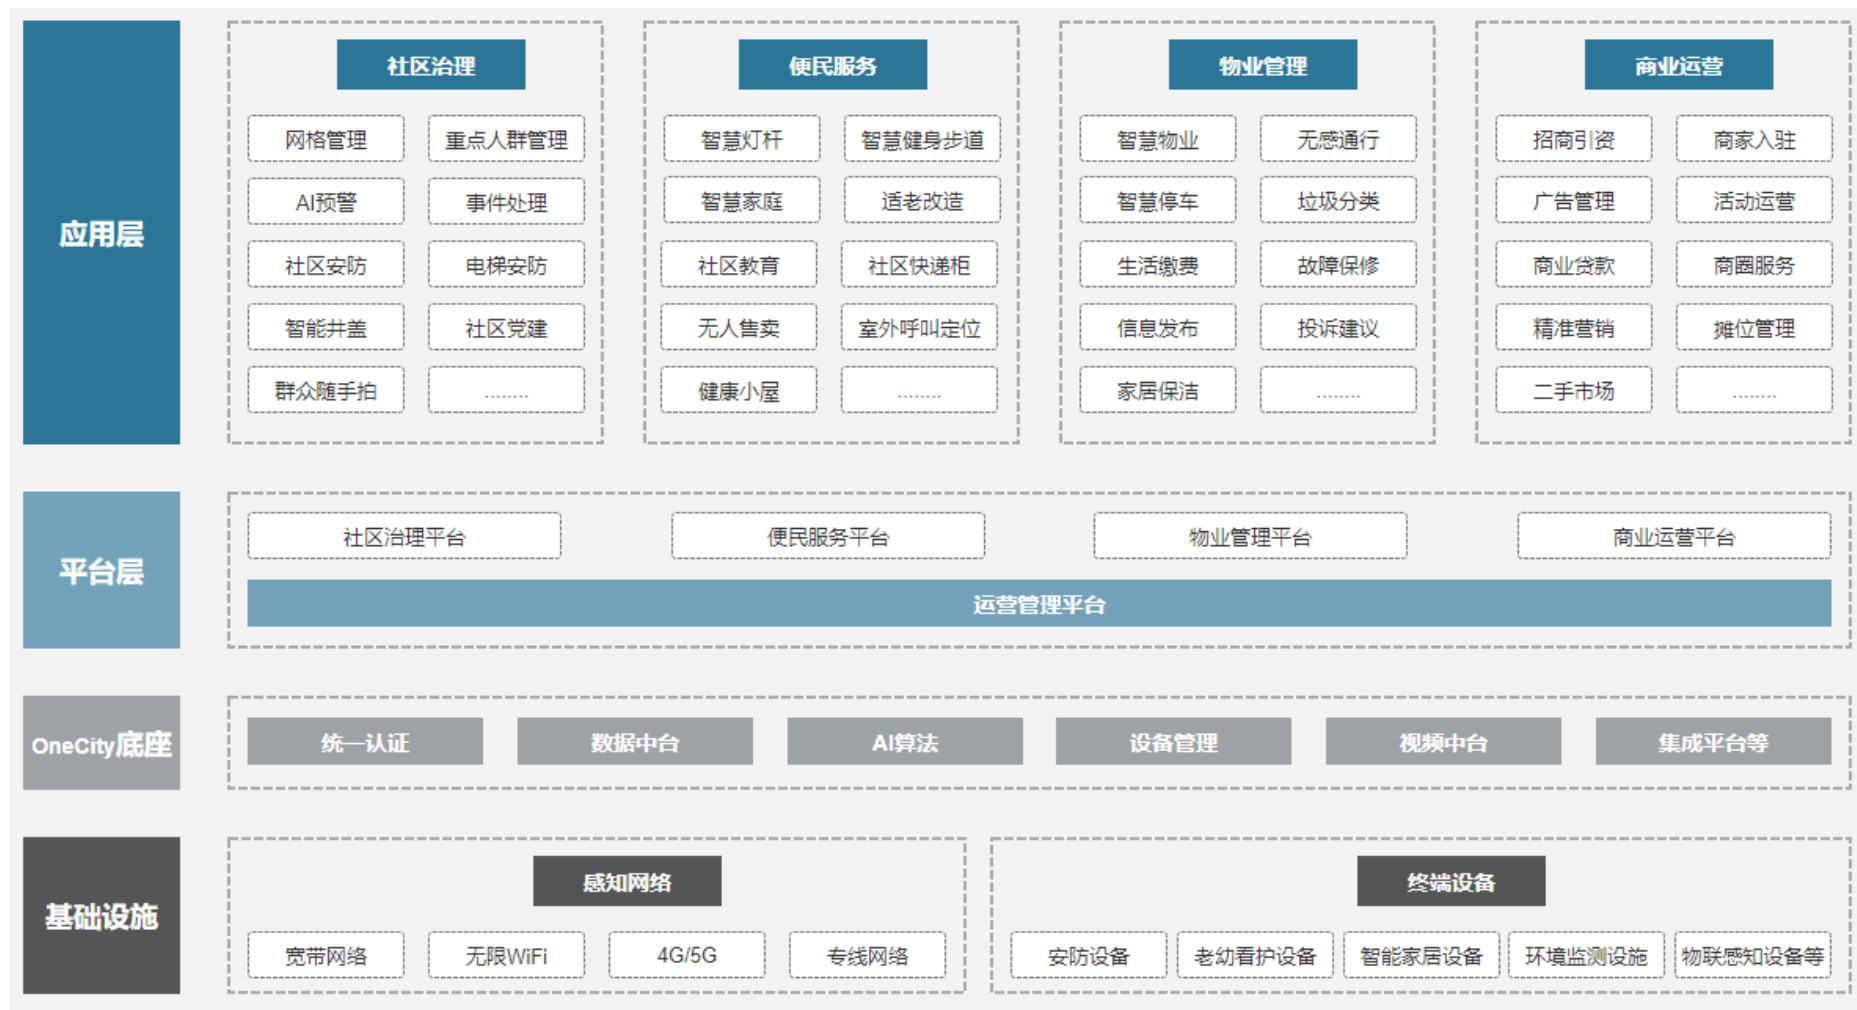 应用层
社区治理
网格管理 重点人群管理
AI预警 事件处理
社区安防 电梯安防
智能井盖 社区党建
群众随手拍 ........
便民服务
智慧灯杆 智慧健身步道
智慧家庭 适老改造
社区教育 社区快递柜
无人售卖 室外呼叫定位
健康小屋 ........
物业管理
智慧物业 无感通行
智慧停车 垃圾分类
生活缴费 故障保修
信息发布 投诉建议
家居保洁 ........
商业运营
招商引资 商家入驻
广告管理 活动运营
商业贷款 商圈服务
精准营销 摊位管理
二手市场 ........
平台层
社区治理平台 便民服务平台 物业管理平台 商业运营平台
运营管理平台
OneCity底座
统一认证 数据中台 AI算法 设备管理 视频中台 集成平台等
基础设施
感知网络
宽带网络 无限WiFi 4G/5G 专线网络
终端设备
安防设备 老幼看护设备 智能家居设备 环境监测设施 物联感知设备等